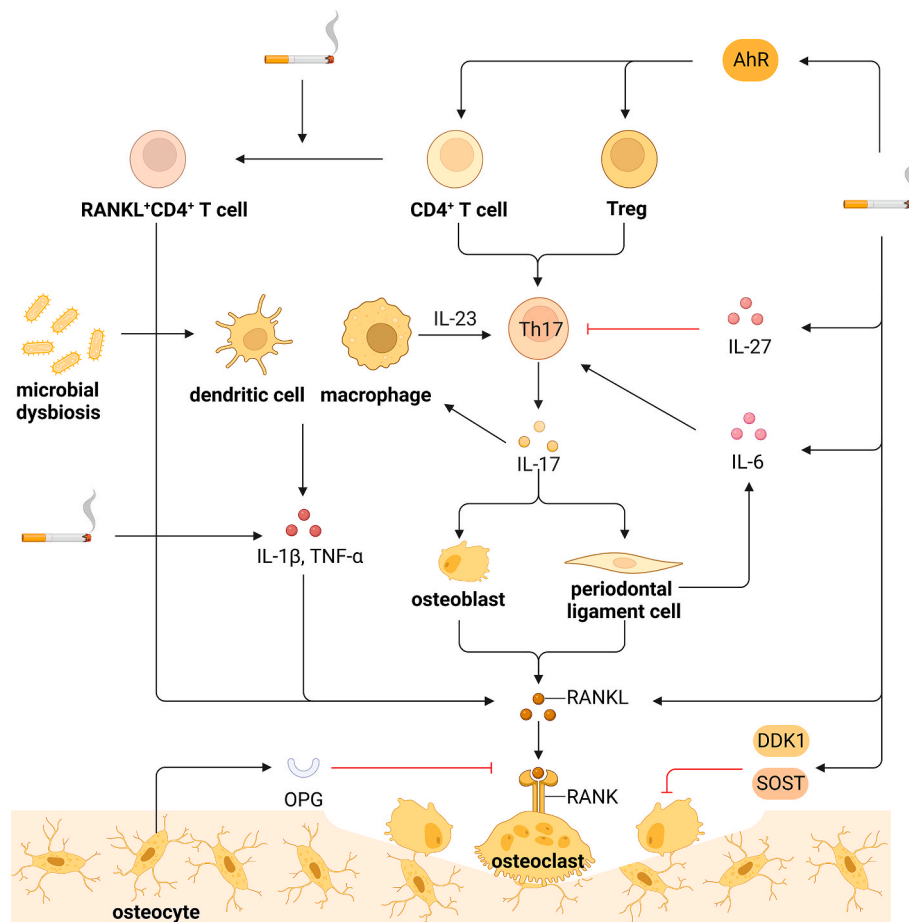 AhR
RANKL⁺CD4⁺ T cell
CD4⁺ T cell
Treg
IL-23
Th17
IL-27
microbial
dysbiosis
dendritic cell
macrophage
IL-17
IL-6
IL-1β, TNF-α
osteoblast
periodontal
ligament cell
RANKL
DDK1
SOST
OPG
RANK
osteoclast
osteocyte